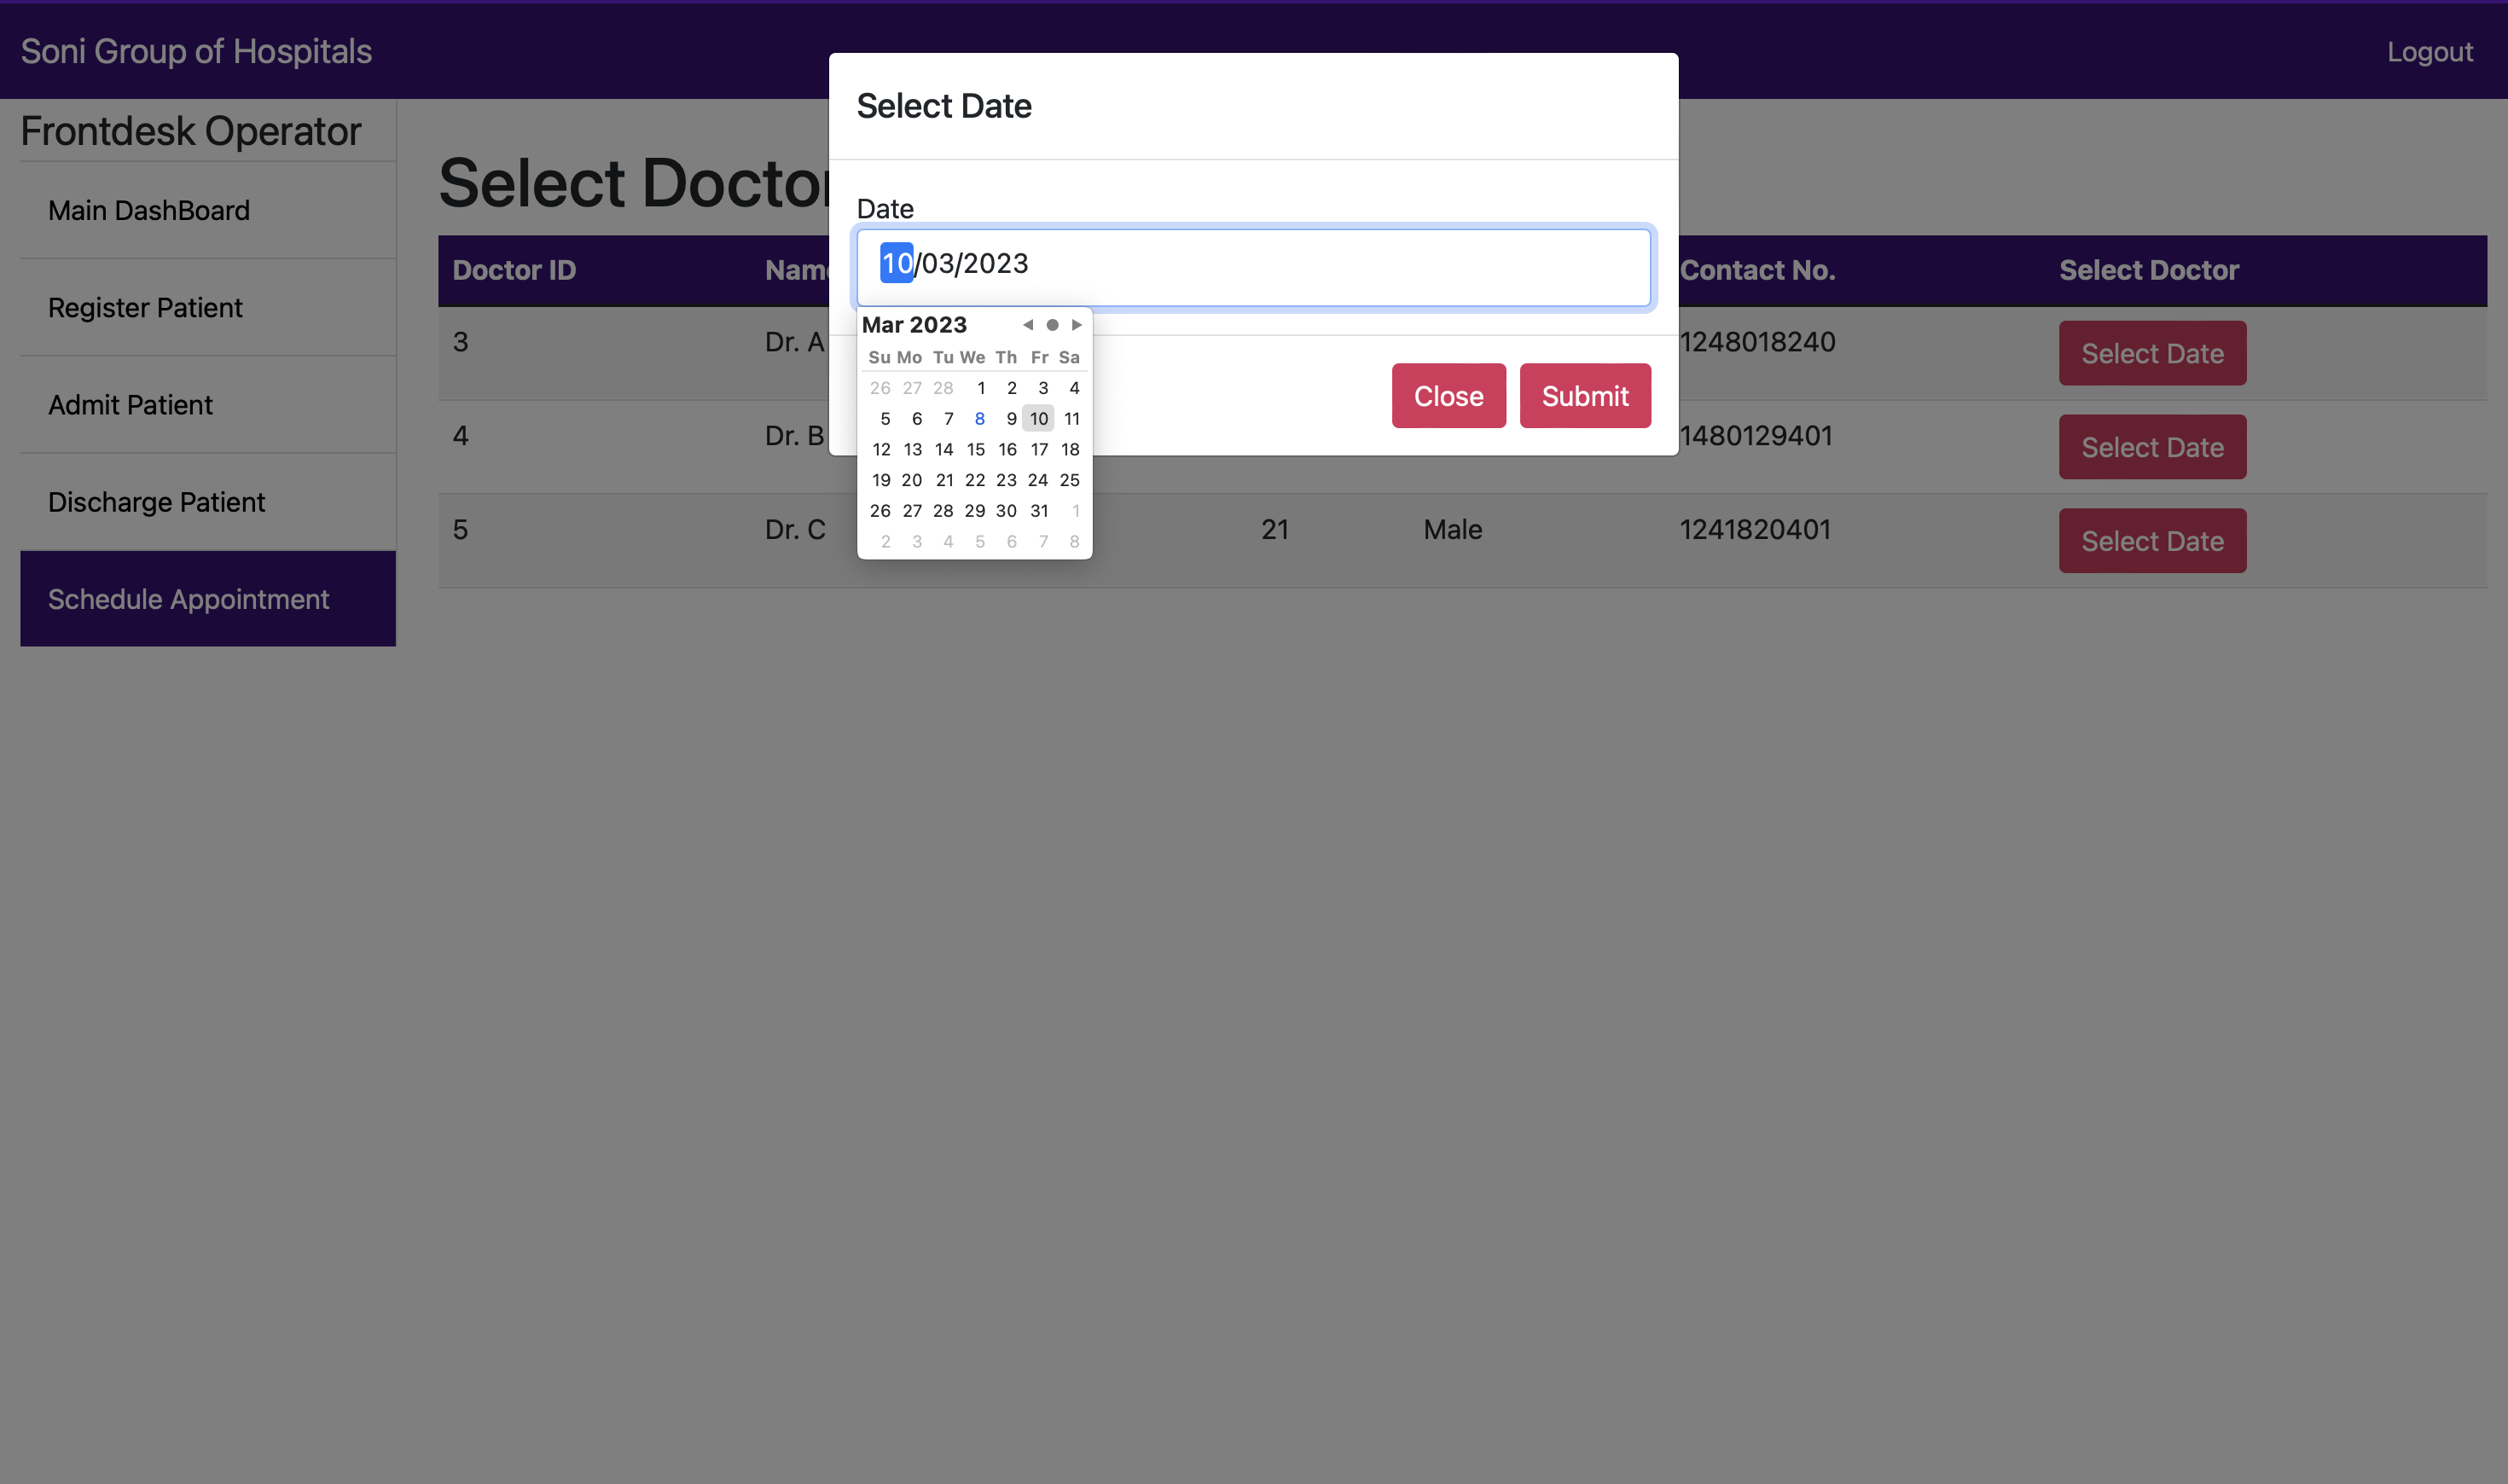 Soni Group of Hospitals
Logout
Frontdesk Operator
Main DashBoard
Register Patient
Admit Patient
Discharge Patient
Schedule Appointment
Select Doctor
Doctor ID Name Contact No. Select Doctor
3 Dr. A 1248018240 Select Date
4 Dr. B 1480129401 Select Date
5 Dr. C 21 Male 1241820401 Select Date
Select Date
Date
10/03/2023
Mar 2023
Su Mo Tu We Th Fr Sa
26 27 28 1 2 3 4
5 6 7 8 9 10 11
12 13 14 15 16 17 18
19 20 21 22 23 24 25
26 27 28 29 30 31 1
2 3 4 5 6 7 8
Close Submit